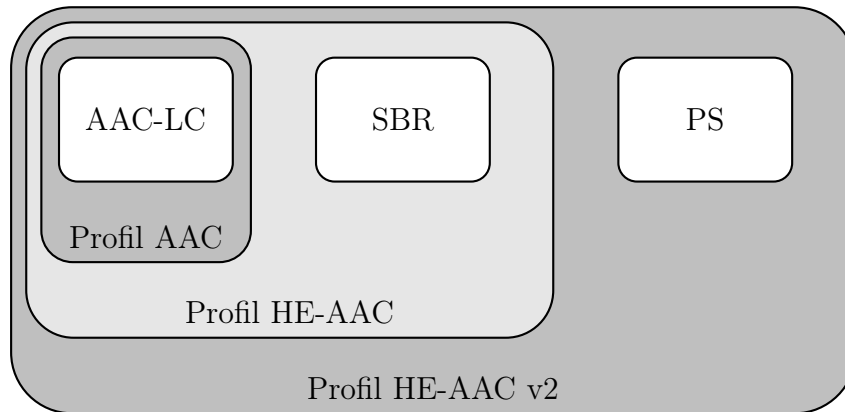 AAC-LC
SBR
PS
Profil AAC
Profil HE-AAC
Profil HE-AAC v2